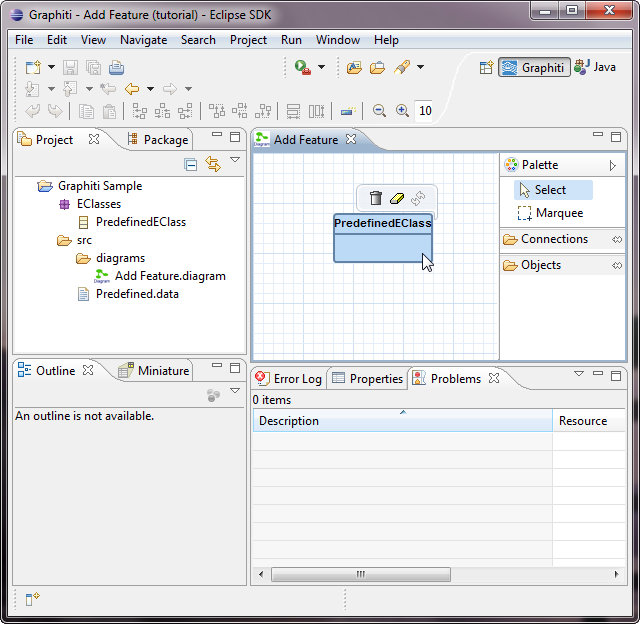 Graphiti - Add Feature (tutorial) - Eclipse SDK
File Edit View Navigate Search Project Run Window Help
Graphiti Java
10
Project Package
Graphiti Sample
EClasses
PredefinedEClass
src
diagrams
Diagram Add Feature.diagram
Predefined.data
Diagram Add Feature
PredefinedEClass
Palette
Select
Marquee
Connections
Objects
Outline Miniature
An outline is not available.
Error Log Properties Problems
0 items
Description Resource